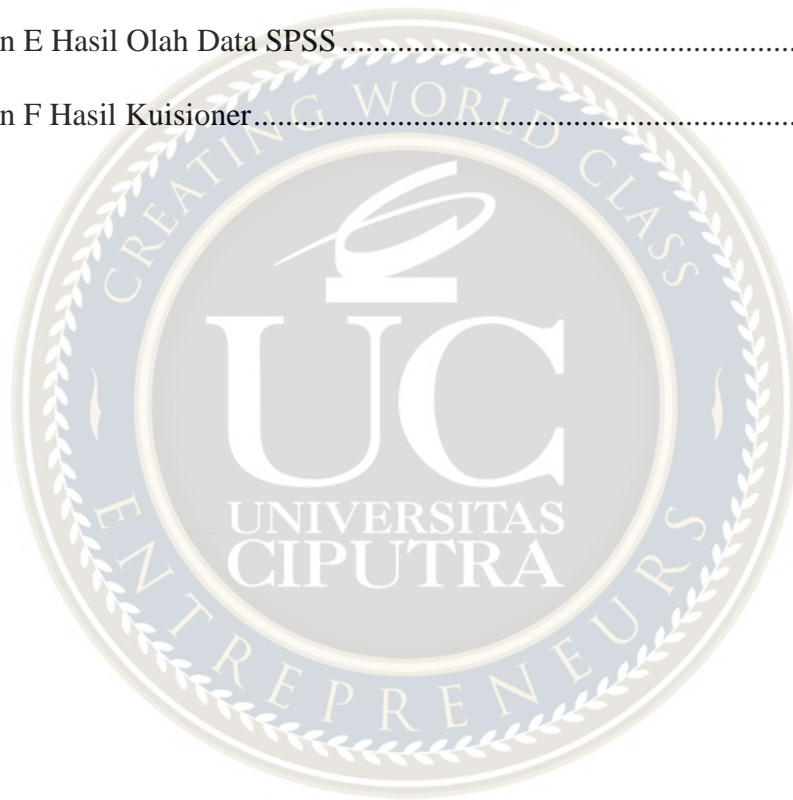 n E Hasil Olah Data SPSS ................................................................................
n F Hasil Kuisioner................................................................................................
CREATING WORLD CLASS
UC
UNIVERSITAS
CIPUTRA
ENTREPRENEURS